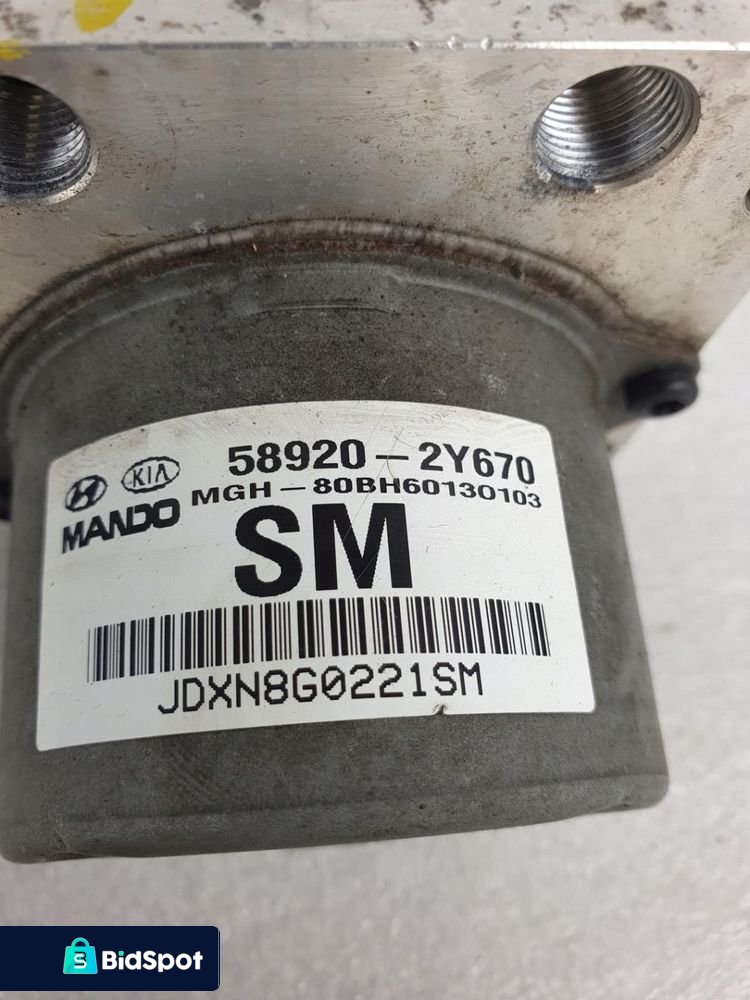 KIA 58920-2Y670
MANDO MGH-80BH60130103
SM
JDXN8G0221SM
S BidSpot